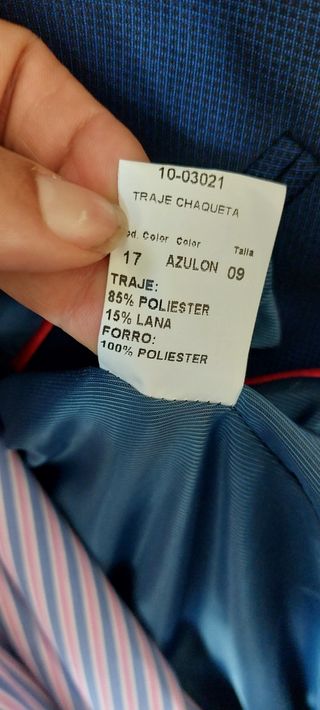 10-03021
TRAJE CHAQUETA
od. Color Color Talla
17 AZULON 09
TRAJE:
85% POLIESTER
15% LANA
FORRO:
100% POLIESTER